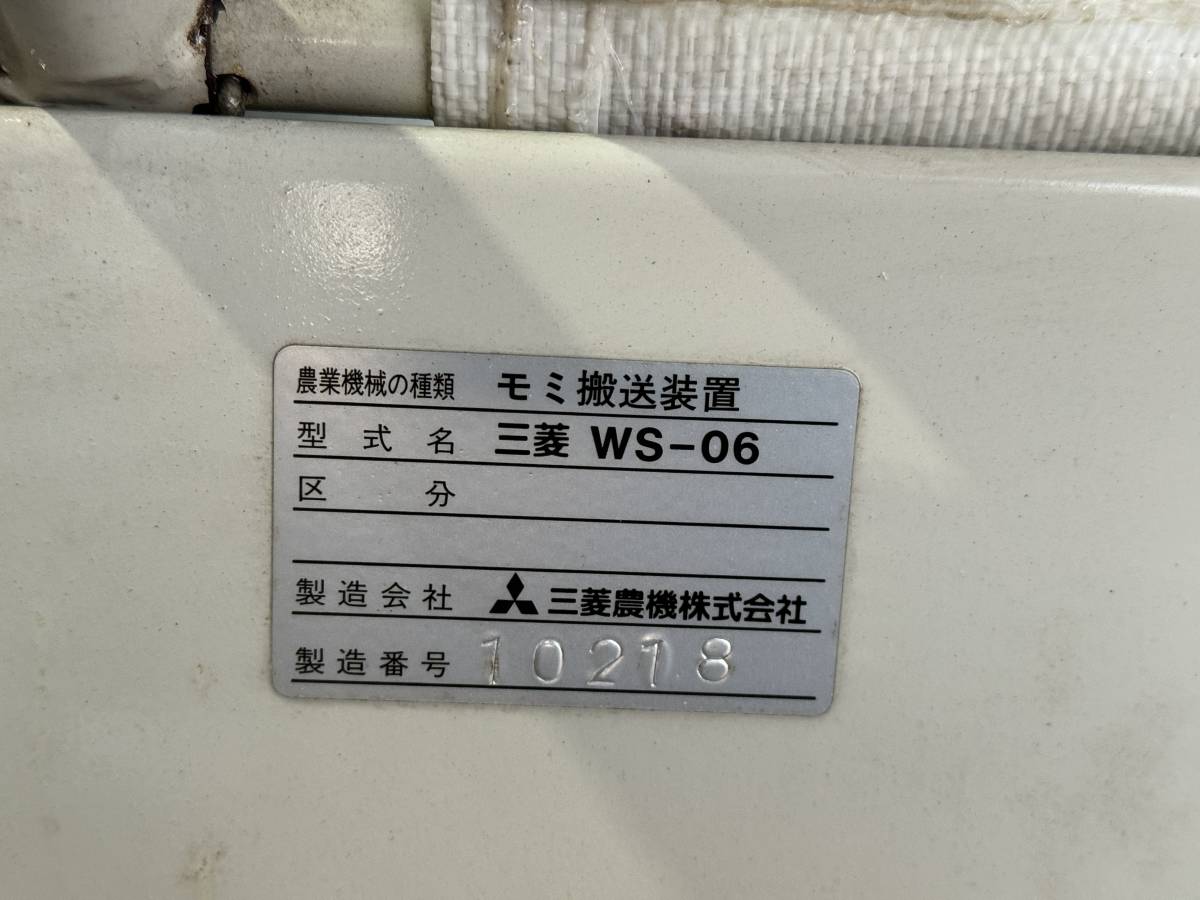 農業機械の種類 モミ搬送装置
型式名 三菱 WS-06
区分
製造会社 三菱農機株式会社
製造番号 10218